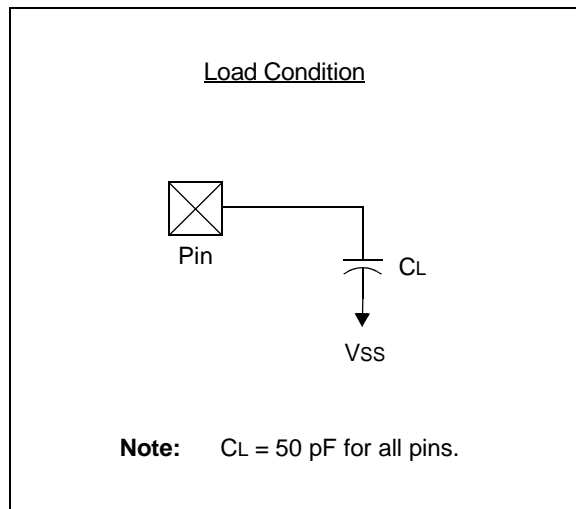 Load Condition
Pin
CL
VSS
Note: CL = 50 pF for all pins.